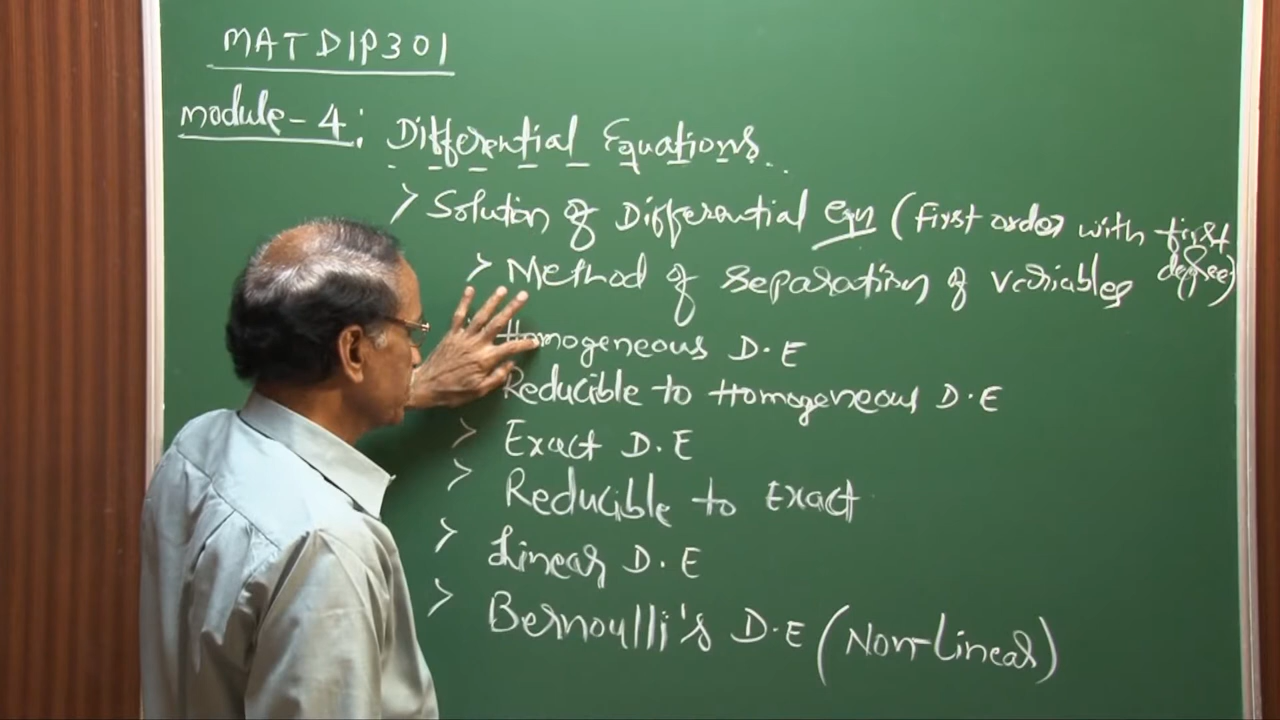 MATDIP301
Module-4: Differential Equations
> Solution of Differential Eqn (First order with first degree)
> Method of separation of variables
Homogeneous D.E
Reducible to Homogeneous D.E
> Exact D.E
> Reducible to Exact
> Linear D.E
> Bernoulli's D.E (Non-Linear)